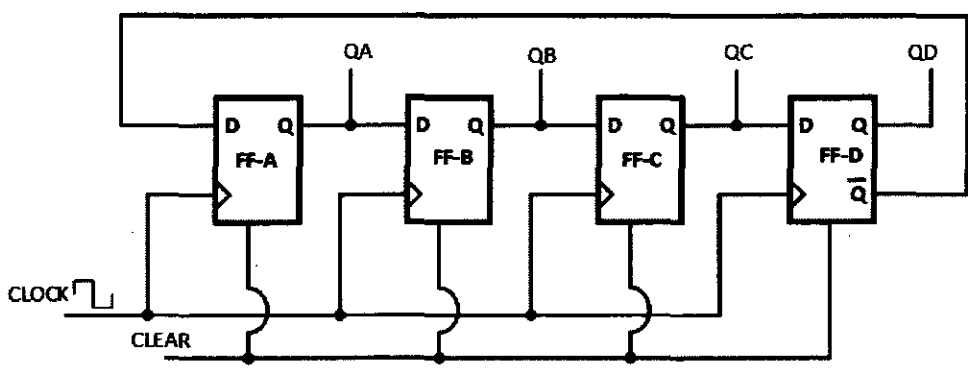 QA QB QC QD
D Q D Q D Q D Q
FF-A FF-B FF-C FF-D
Q̅
CLOCK
CLEAR